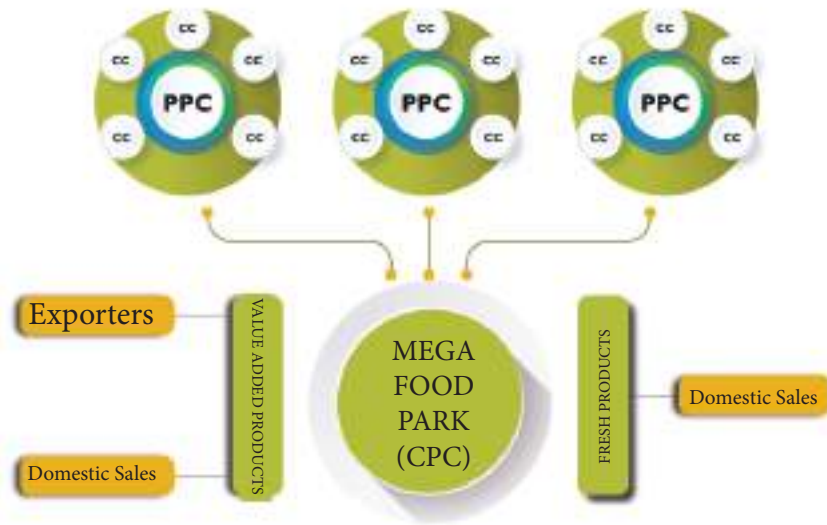 cc
cc
cc
cc
cc
PPC
cc
cc
cc
cc
cc
PPC
cc
cc
cc
cc
cc
PPC
Exporters
Domestic Sales
VALUE ADDED PRODUCTS
MEGA
FOOD
PARK
(CPC)
FRESH PRODUCTS
Domestic Sales